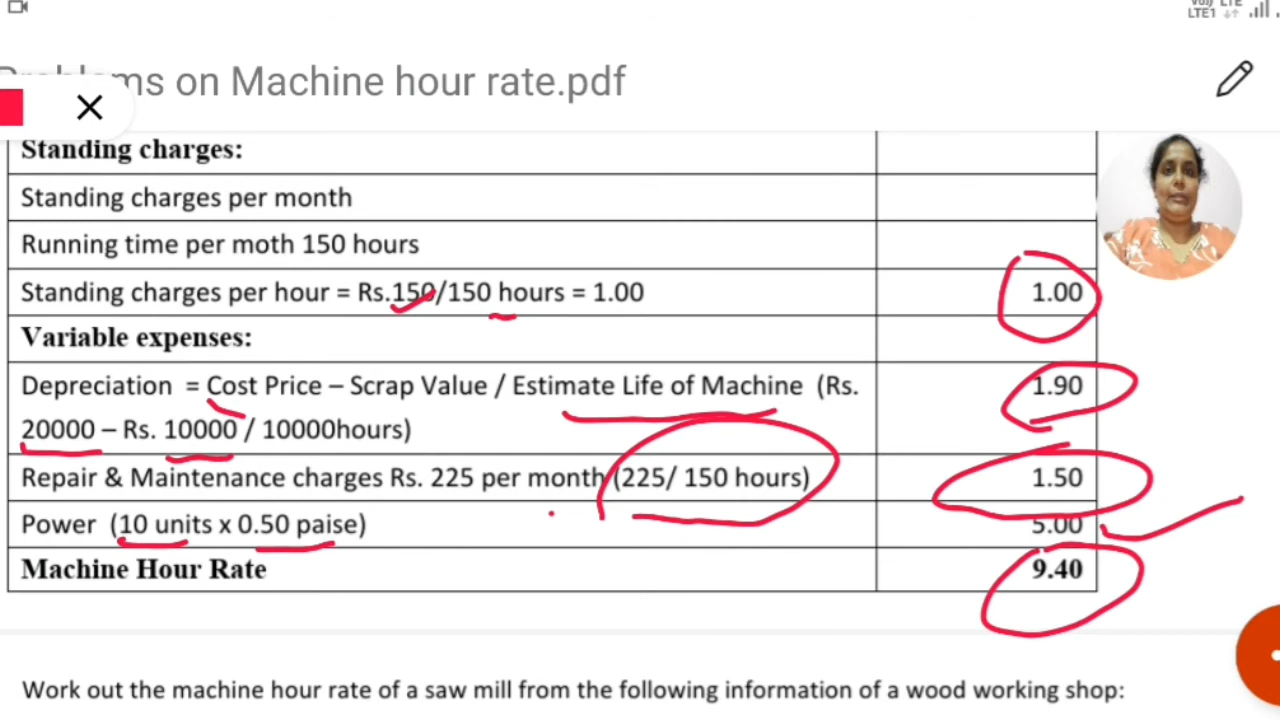 LTE1
ms on Machine hour rate.pdf
Standing charges:
Standing charges per month
Running time per moth 150 hours
Standing charges per hour = Rs.150/150 hours = 1.00 1.00
Variable expenses:
Depreciation = Cost Price – Scrap Value / Estimate Life of Machine (Rs. 1.90
20000 – Rs. 10000 / 10000hours)
Repair & Maintenance charges Rs. 225 per month (225/ 150 hours) 1.50
Power (10 units x 0.50 paise) 5.00
Machine Hour Rate 9.40
Work out the machine hour rate of a saw mill from the following information of a wood working shop: